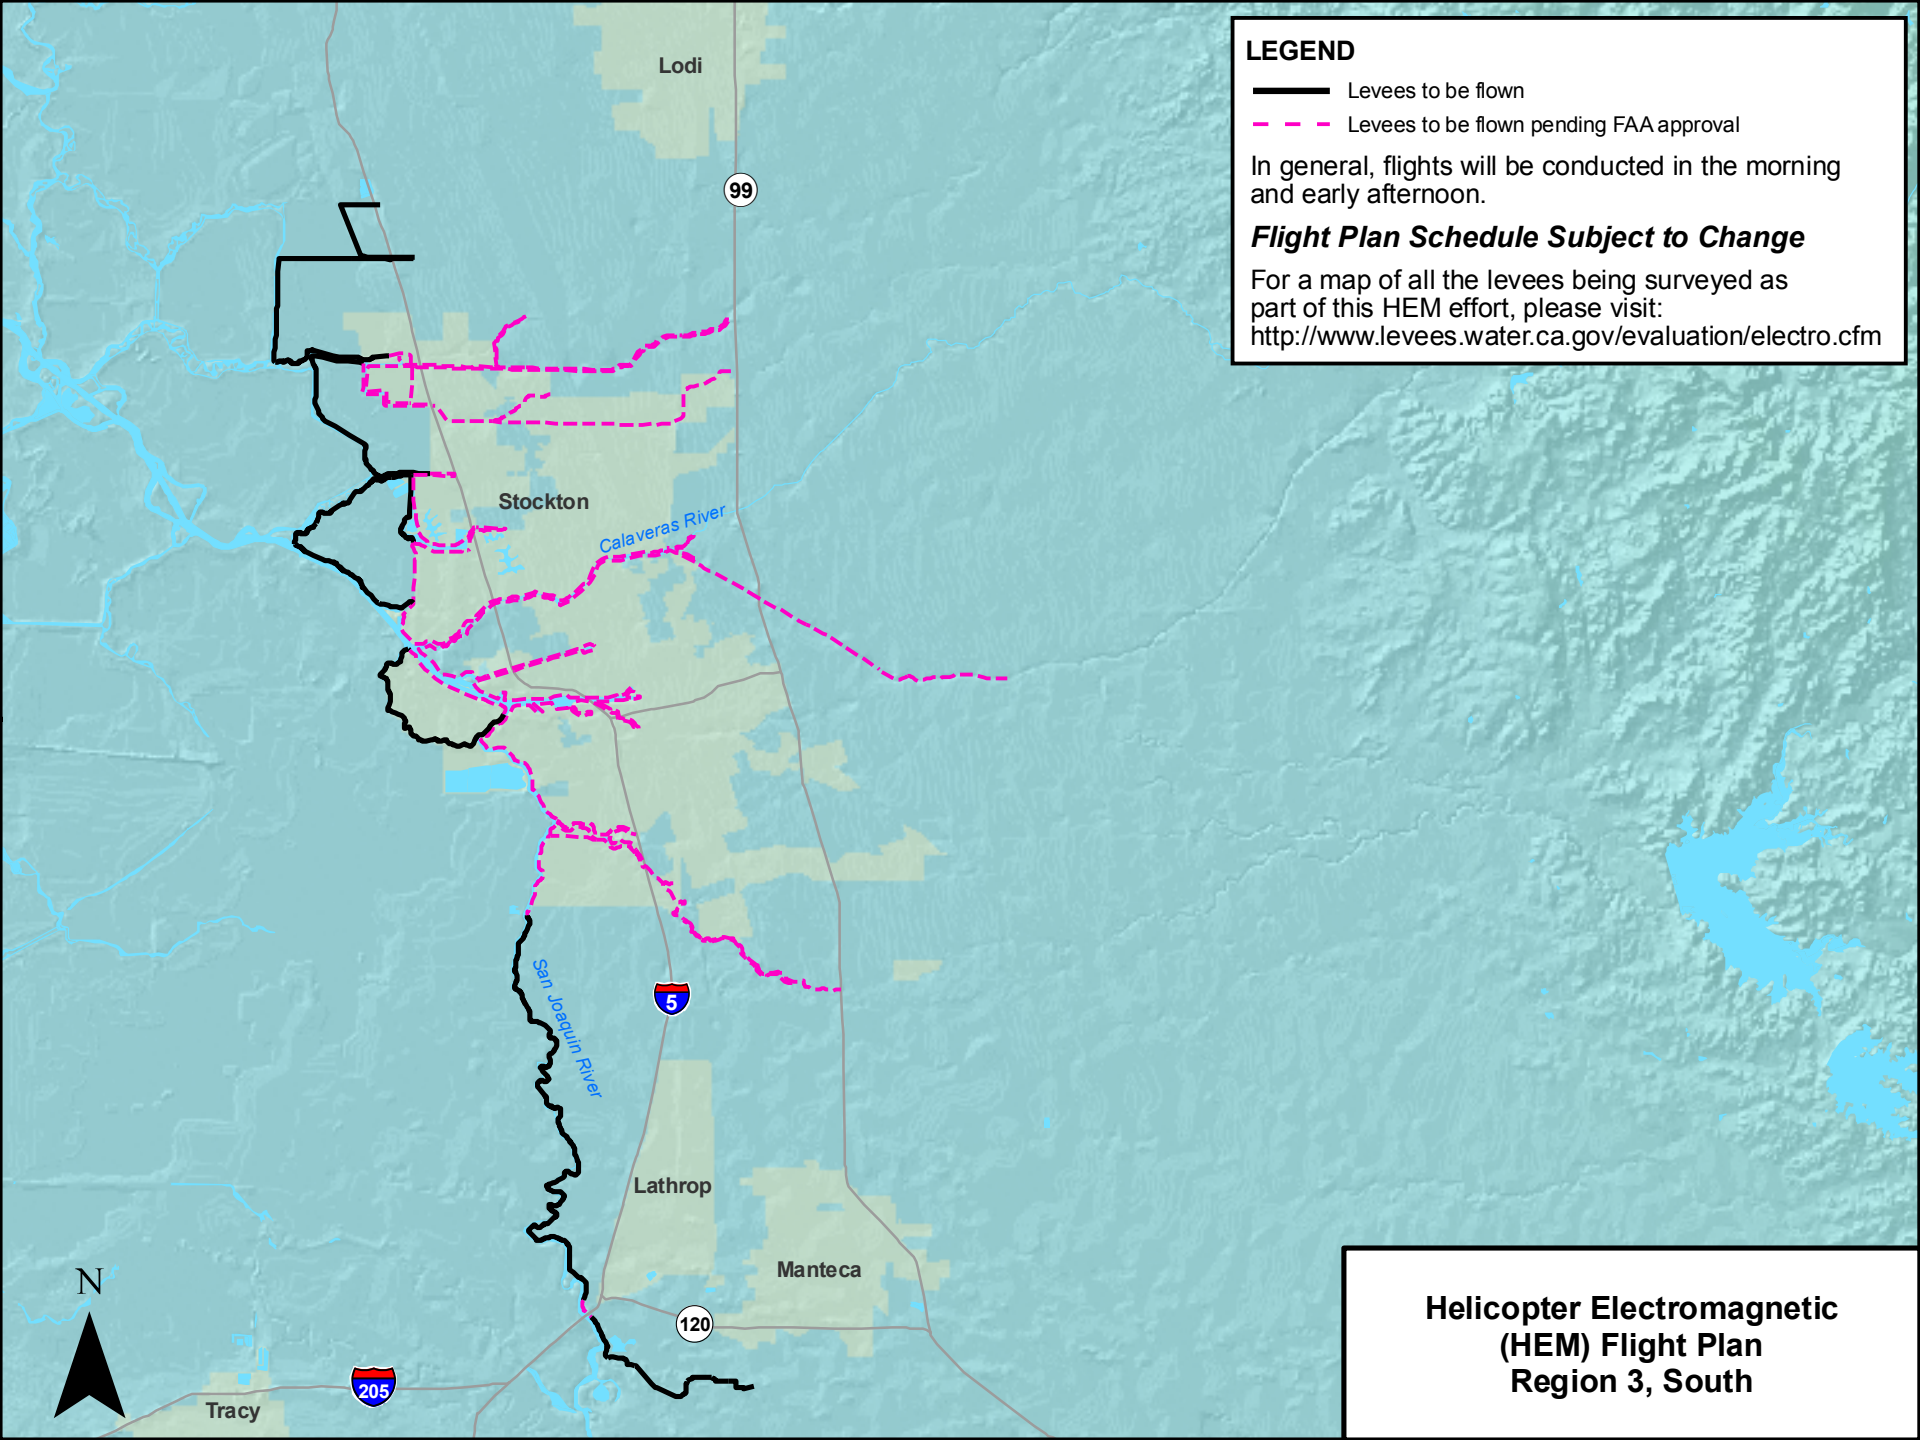 LEGEND
Levees to be flown
Levees to be flown pending FAA approval
In general, flights will be conducted in the morning
and early afternoon.
Flight Plan Schedule Subject to Change
For a map of all the levees being surveyed as
part of this HEM effort, please visit:
http://www.levees.water.ca.gov/evaluation/electro.cfm
Lodi
99
Stockton
Calaveras River
San Joaquin River
5
Lathrop
Manteca
N
120
205
Tracy
Helicopter Electromagnetic
(HEM) Flight Plan
Region 3, South